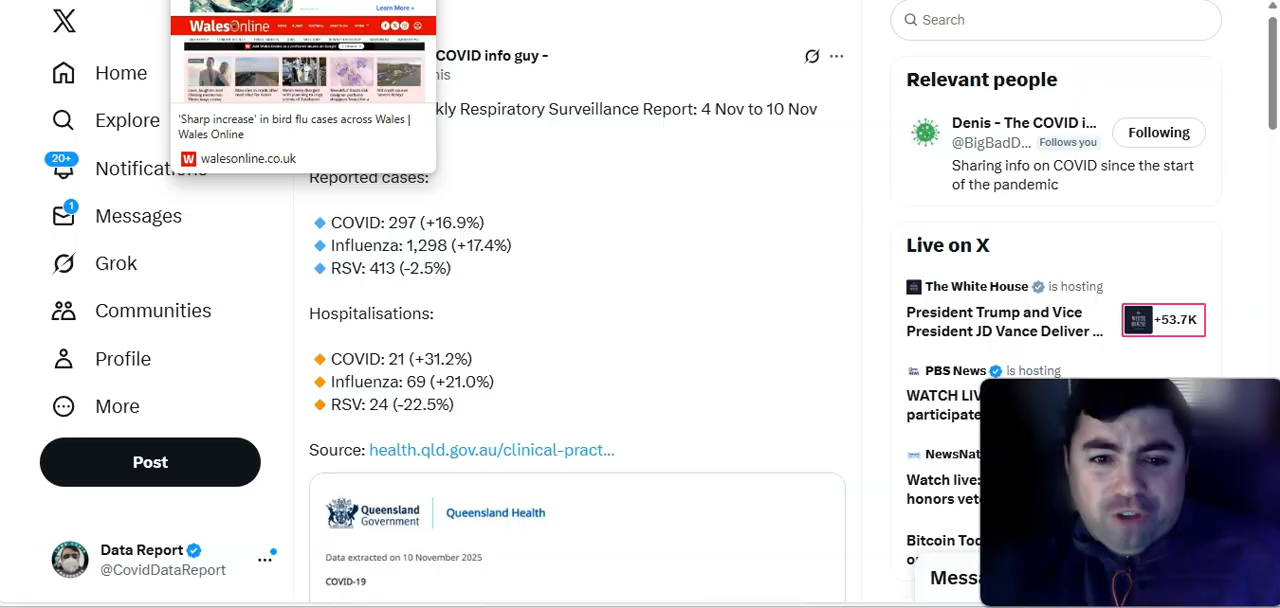 Learn More »
WalesOnline
'Sharp increase' in bird flu cases across Wales |
Wales Online
W walesonline.co.uk
Home
Explore
20+
Notifications
1
Messages
Grok
Communities
Profile
More
Post
Data Report
@CovidDataReport
COVID info guy -
nis
kly Respiratory Surveillance Report: 4 Nov to 10 Nov
Reported cases:
COVID: 297 (+16.9%)
Influenza: 1,298 (+17.4%)
RSV: 413 (-2.5%)
Hospitalisations:
COVID: 21 (+31.2%)
Influenza: 69 (+21.0%)
RSV: 24 (-22.5%)
Source: health.qld.gov.au/clinical-pract...
Queensland
Government
Queensland Health
Data extracted on 10 November 2025
COVID-19
Search
Relevant people
Denis - The COVID i...
@BigBadD... Follows you
Following
Sharing info on COVID since the start
of the pandemic
Live on X
The White House is hosting
President Trump and Vice
President JD Vance Deliver ...
+53.7K
PBS News is hosting
WATCH LIV
participate
NewsNat
Watch live:
honors vete
Bitcoin Tod
Messa